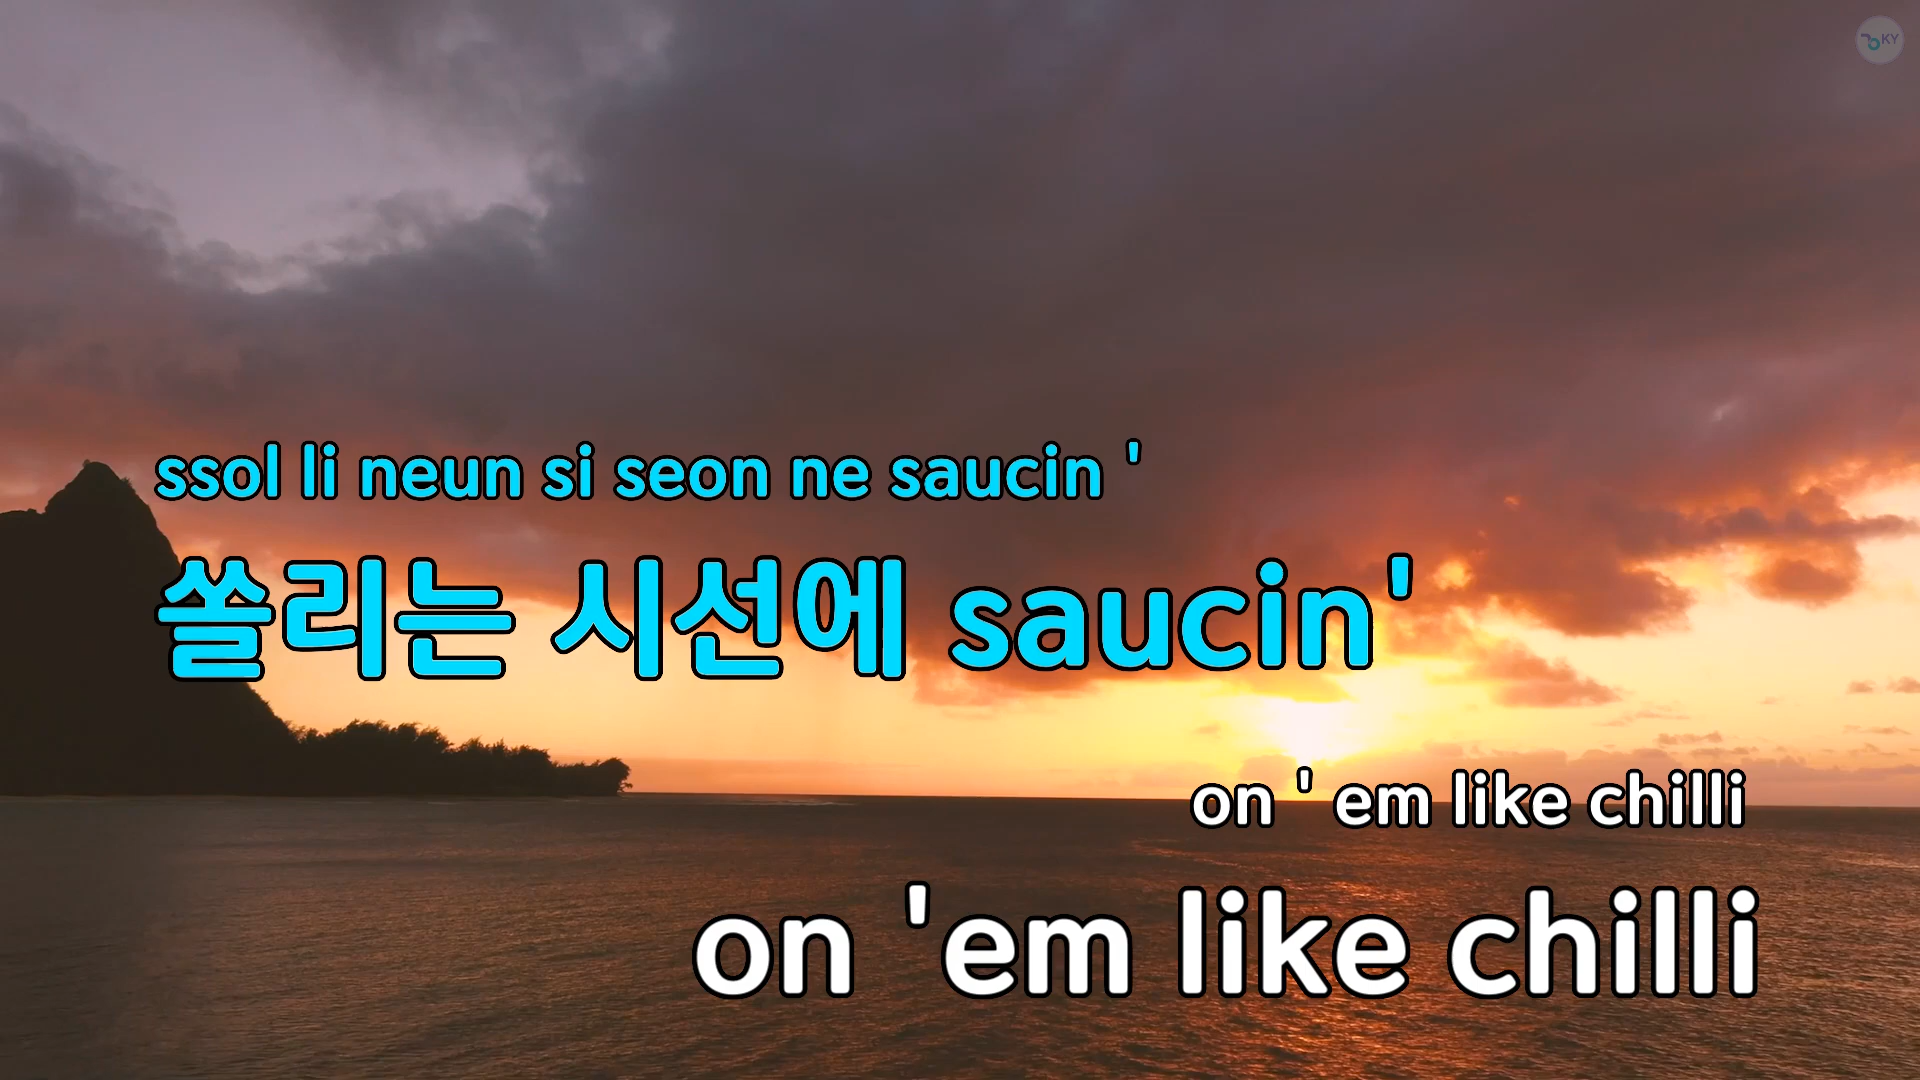 KY
ssol li neun si seon ne saucin '
쏠리는 시선에 saucin'
on ' em like chilli
on 'em like chilli